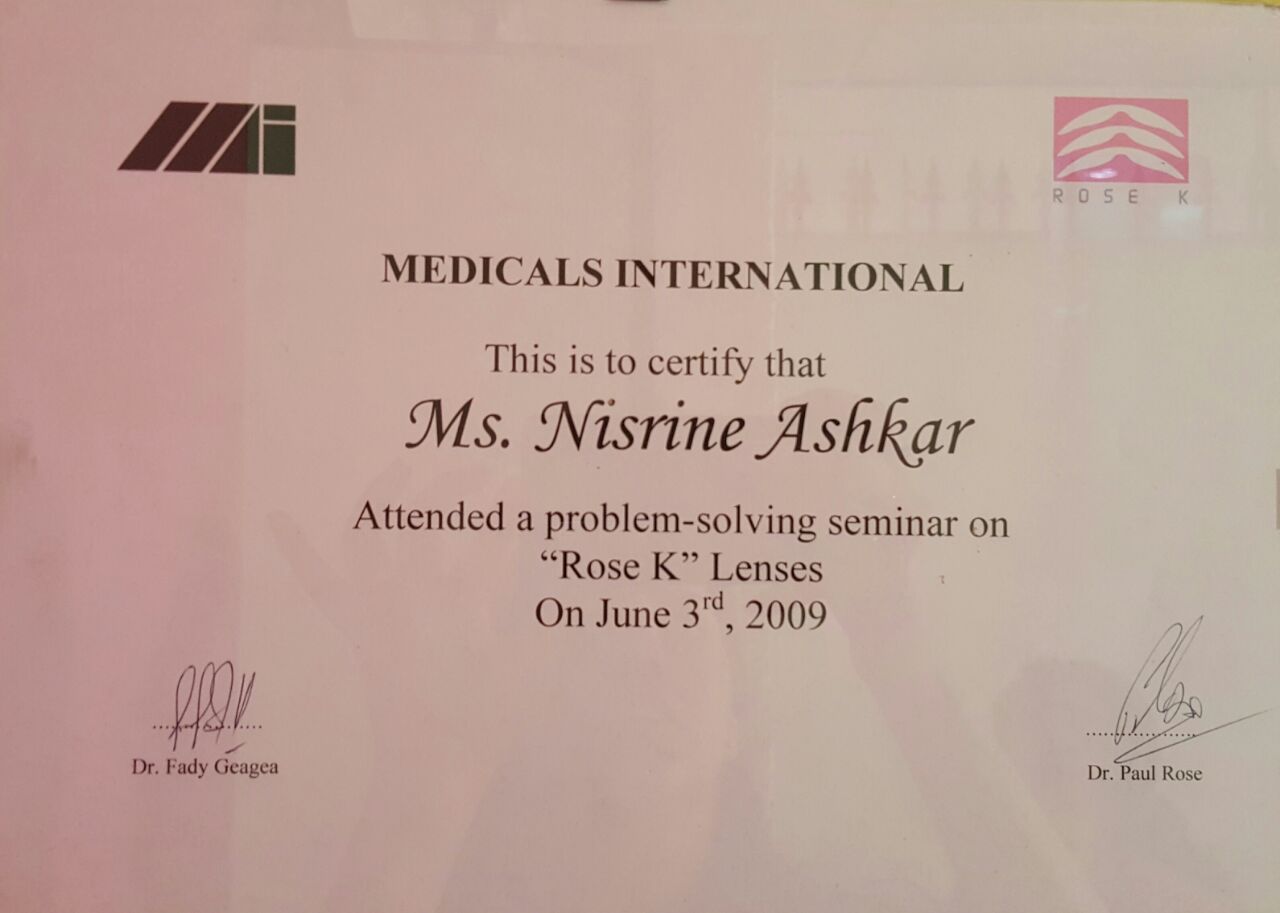 Mi
ROSE K
MEDICALS INTERNATIONAL
This is to certify that
Ms. Nisrine Ashkar
Attended a problem-solving seminar on
“Rose K” Lenses
On June 3rd, 2009
Dr. Fady Geagea
Dr. Paul Rose